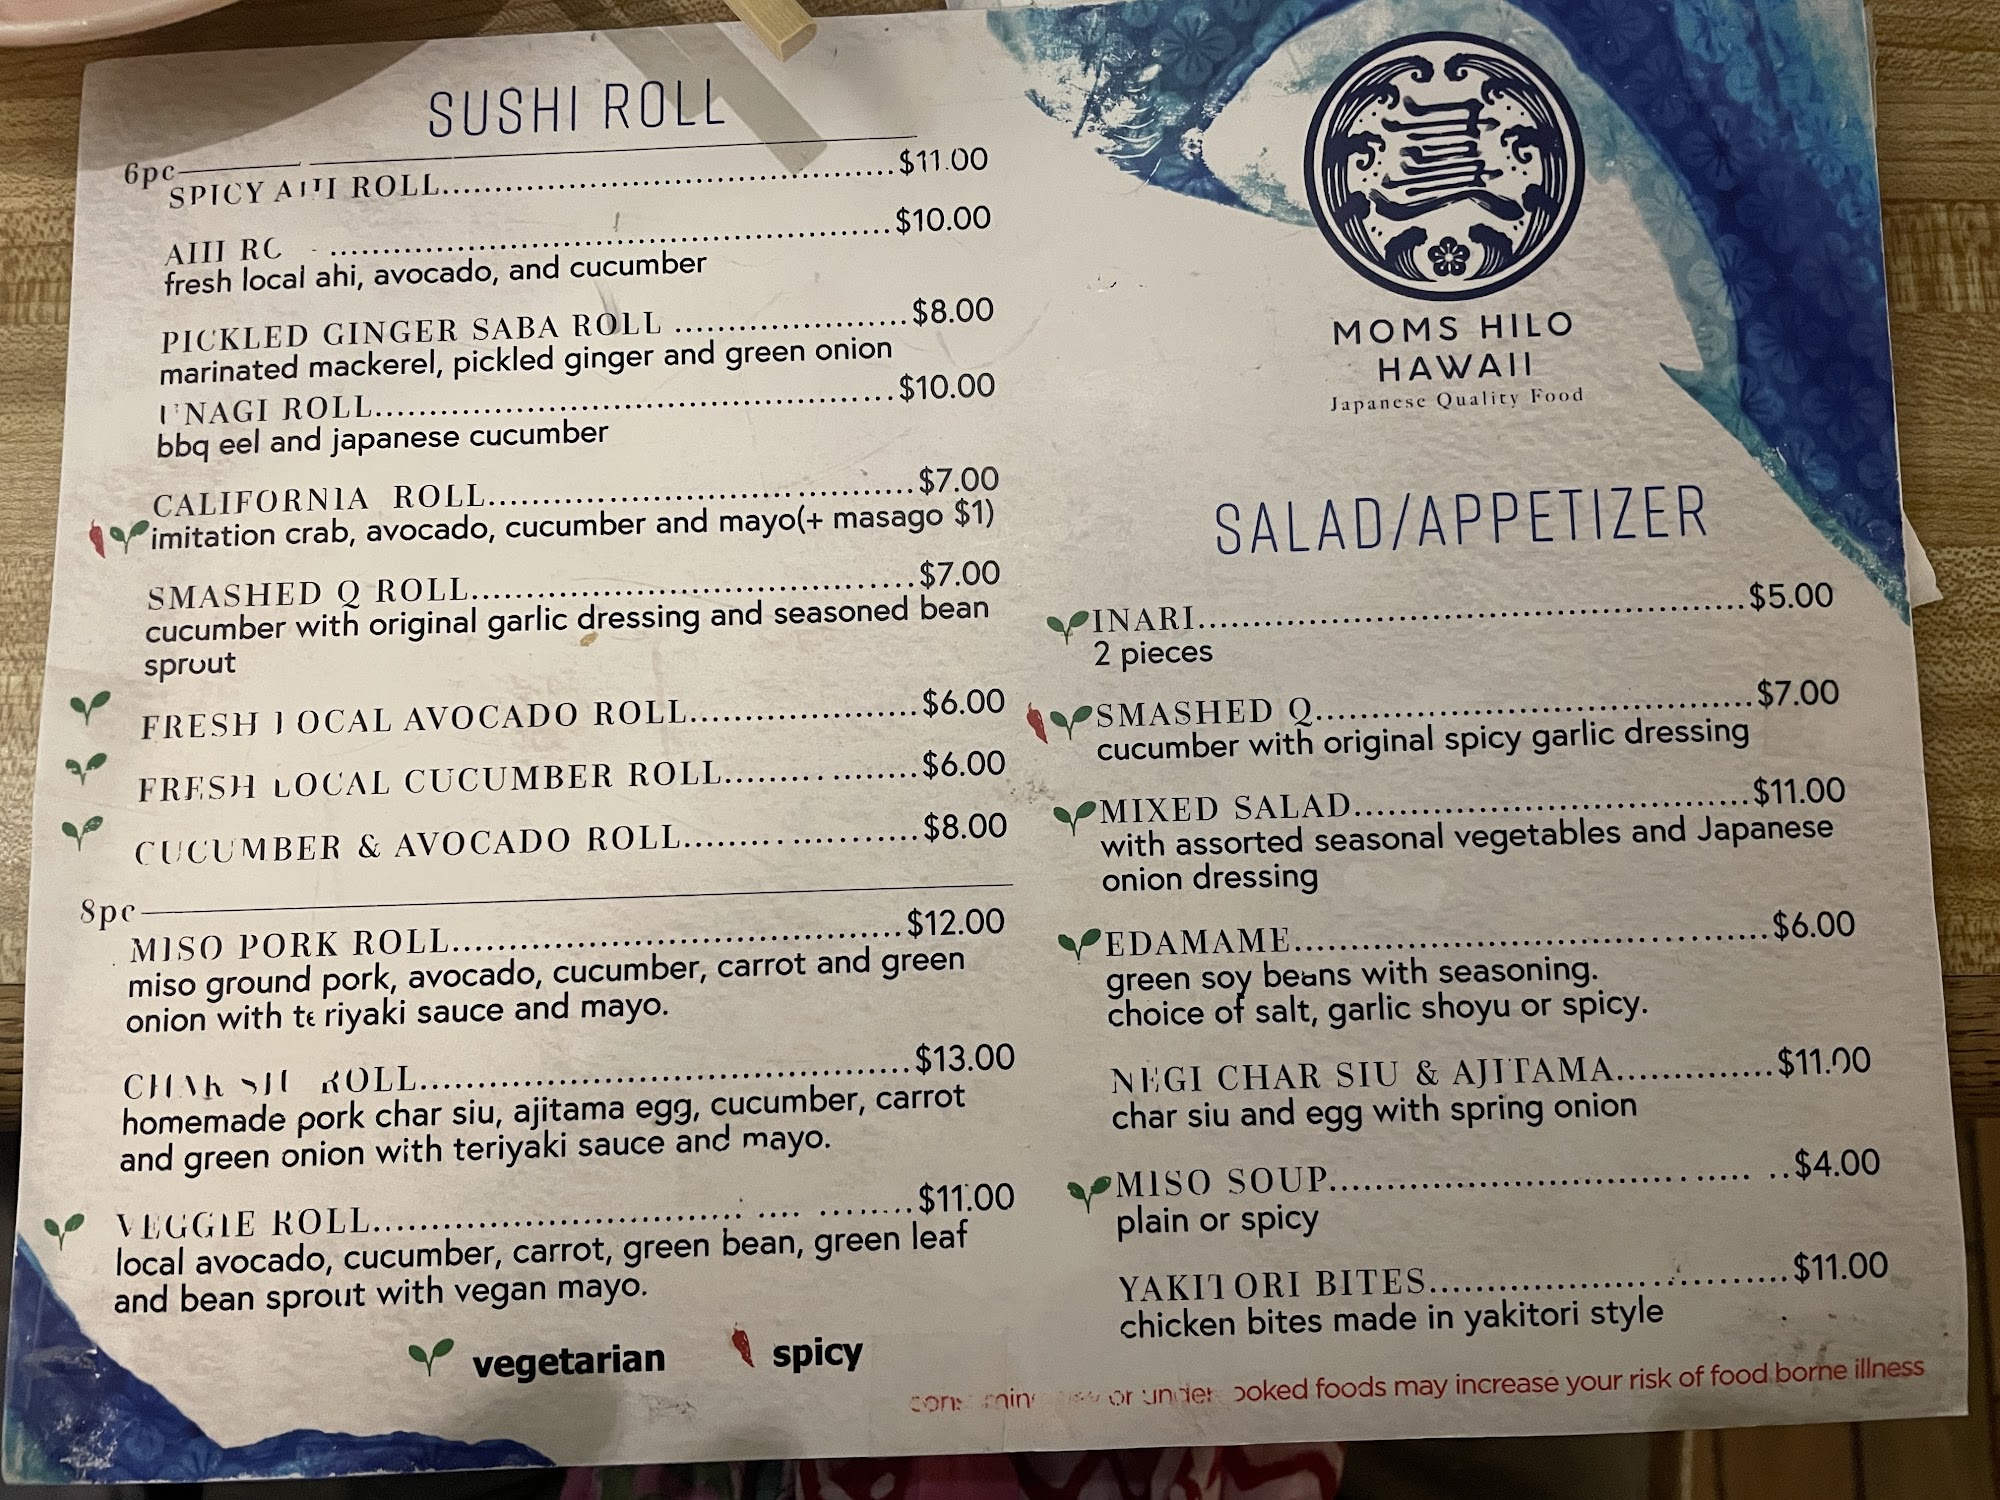 SUSHI ROLL
6pc
SPICY AHI ROLL........................................$11.00
AHI RO ........................................$10.00
fresh local ahi, avocado, and cucumber
PICKLED GINGER SABA ROLL .......................$8.00
marinated mackerel, pickled ginger and green onion
UNAGI ROLL........................................$10.00
bbq eel and japanese cucumber
CALIFORNIA ROLL........................................$7.00
imitation crab, avocado, cucumber and mayo(+ masago $1)
SMASHED Q ROLL........................................$7.00
cucumber with original garlic dressing and seasoned bean
sprout
FRESH LOCAL AVOCADO ROLL.....................$6.00
FRESH LOCAL CUCUMBER ROLL..................$6.00
CUCUMBER & AVOCADO ROLL.....................$8.00
8pc
MISO PORK ROLL........................................$12.00
miso ground pork, avocado, cucumber, carrot and green
onion with teriyaki sauce and mayo.
CHAR SIU ROLL........................................$13.00
homemade pork char siu, ajitama egg, cucumber, carrot
and green onion with teriyaki sauce and mayo.
VEGGIE ROLL........................................$11.00
local avocado, cucumber, carrot, green bean, green leaf
and bean sprout with vegan mayo.
vegetarian spicy
MOMS HILO
HAWAII
Japanese Quality Food
SALAD/APPETIZER
INARI........................................$5.00
2 pieces
SMASHED Q........................................$7.00
cucumber with original spicy garlic dressing
MIXED SALAD........................................$11.00
with assorted seasonal vegetables and Japanese
onion dressing
EDAMAME........................................$6.00
green soy beans with seasoning.
choice of salt, garlic shoyu or spicy.
NEGI CHAR SIU & AJITAMA..............$11.00
char siu and egg with spring onion
MISO SOUP........................................$4.00
plain or spicy
YAKITORI BITES........................................$11.00
chicken bites made in yakitori style
or under cooked foods may increase your risk of food borne illness